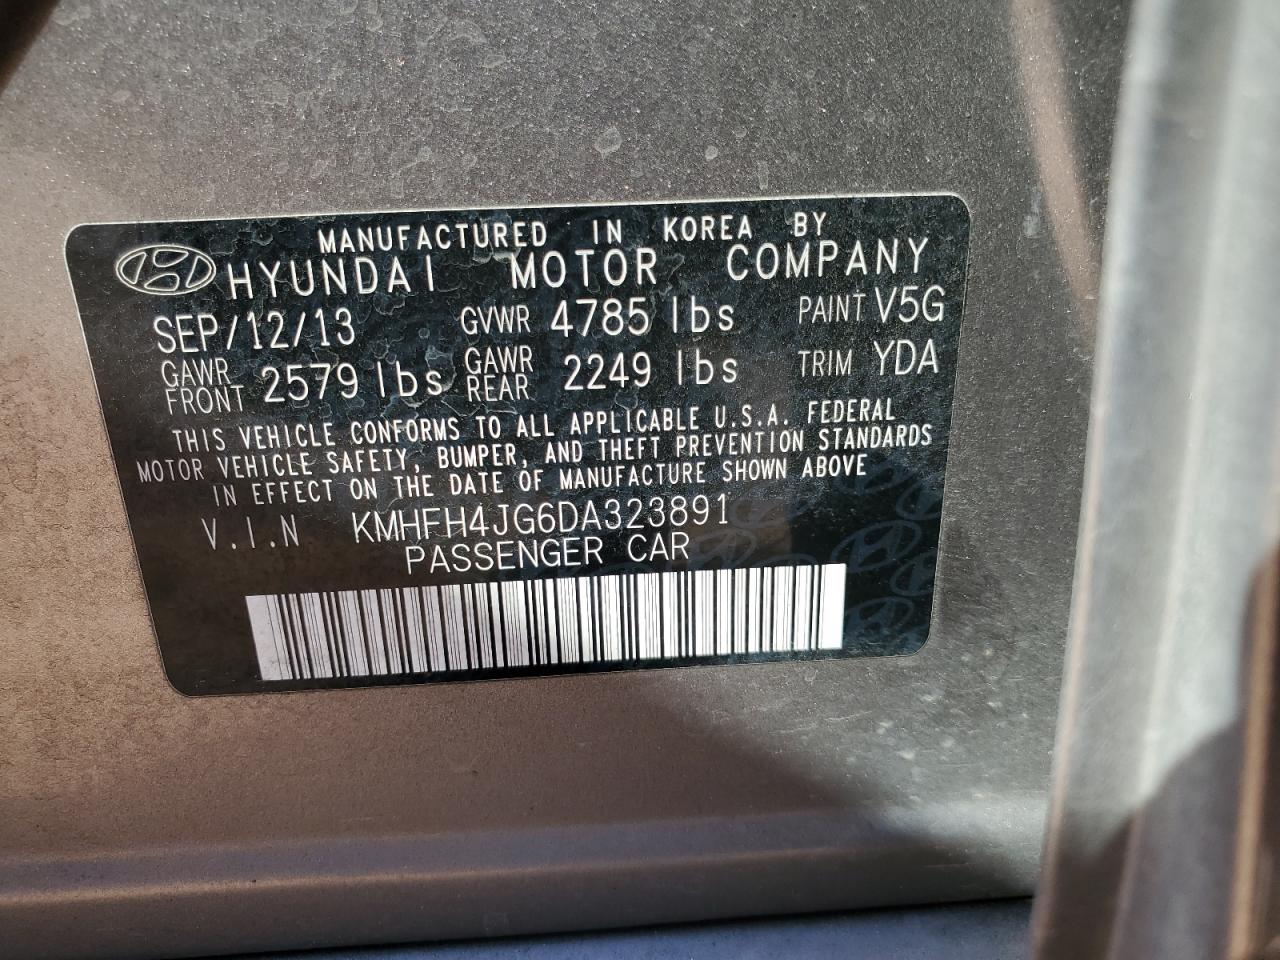 MANUFACTURED IN KOREA BY
HYUNDAI MOTOR COMPANY
SEP/12/13 GVWR 4785 lbs PAINT V5G
GAWR FRONT 2579 lbs GAWR REAR 2249 lbs TRIM YDA
THIS VEHICLE CONFORMS TO ALL APPLICABLE U.S.A. FEDERAL
MOTOR VEHICLE SAFETY, BUMPER, AND THEFT PREVENTION STANDARDS
IN EFFECT ON THE DATE OF MANUFACTURE SHOWN ABOVE
V.I.N KMHFH4JG6DA323891
PASSENGER CAR